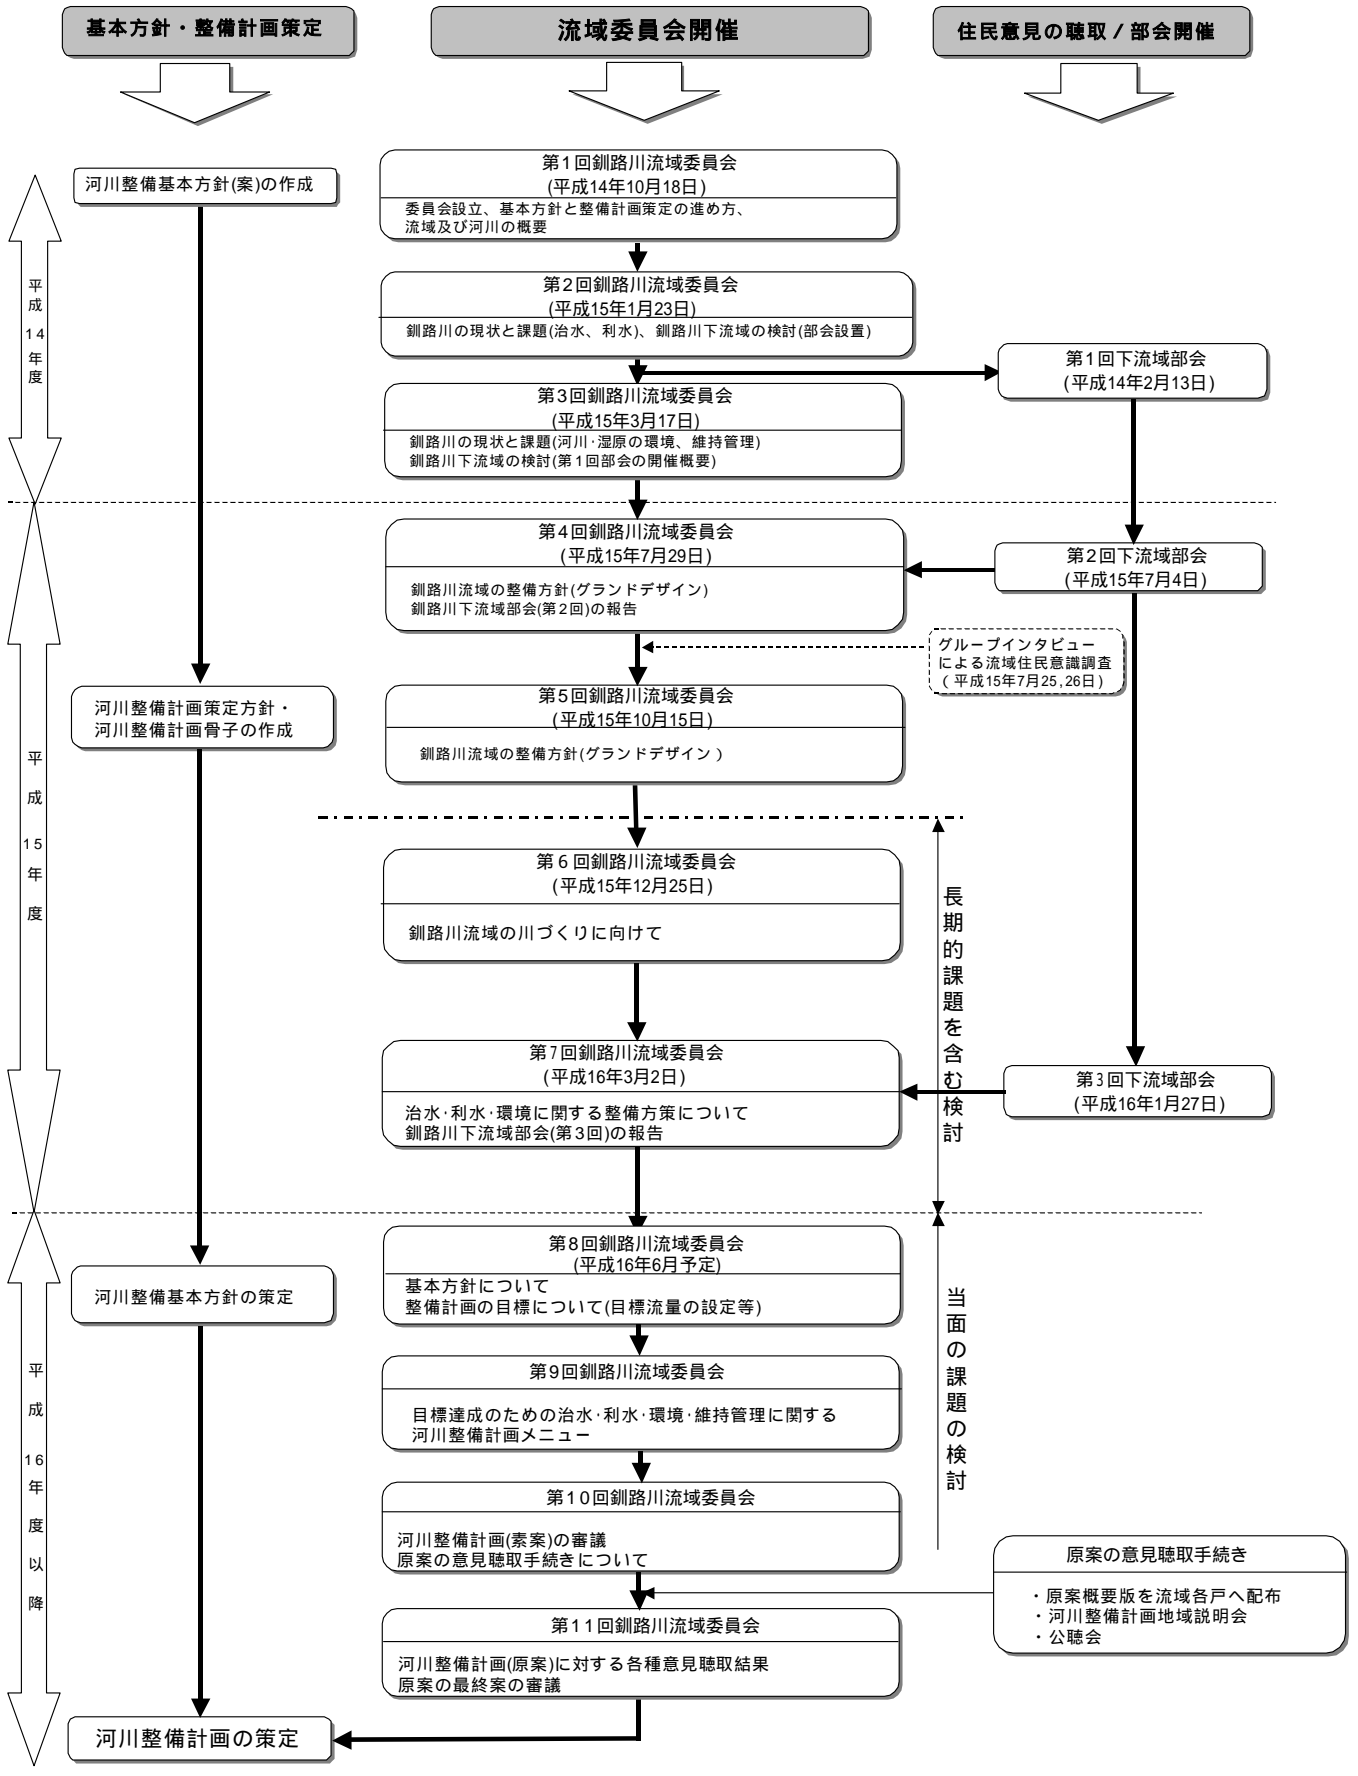 基本方針・整備計画策定
流域委員会開催
住民意見の聴取／部会開催
平成14年度
河川整備基本方針(案)の作成
第1回釧路川流域委員会
(平成14年10月18日)
委員会設立、基本方針と整備計画策定の進め方、
流域及び河川の概要
第2回釧路川流域委員会
(平成15年1月23日)
釧路川の現状と課題(治水、利水)、釧路川下流域の検討(部会設置)
第1回下流域部会
(平成14年2月13日)
第3回釧路川流域委員会
(平成15年3月17日)
釧路川の現状と課題(河川･湿原の環境、維持管理)
釧路川下流域の検討(第1回部会の開催概要)
平成15年度
第4回釧路川流域委員会
(平成15年7月29日)
釧路川流域の整備方針(グランドデザイン)
釧路川下流域部会(第2回)の報告
第2回下流域部会
(平成15年7月4日)
グループインタビュー
による流域住民意識調査
(平成15年7月25,26日)
河川整備計画策定方針・
河川整備計画骨子の作成
第5回釧路川流域委員会
(平成15年10月15日)
釧路川流域の整備方針(グランドデザイン)
長期的課題を含む検討
第6回釧路川流域委員会
(平成15年12月25日)
釧路川流域の川づくりに向けて
第7回釧路川流域委員会
(平成16年3月2日)
治水･利水･環境に関する整備方策について
釧路川下流域部会(第3回)の報告
第3回下流域部会
(平成16年1月27日)
平成16年度以降
河川整備基本方針の策定
第8回釧路川流域委員会
(平成16年6月予定)
基本方針について
整備計画の目標について(目標流量の設定等)
当面の課題の検討
第9回釧路川流域委員会
目標達成のための治水･利水･環境･維持管理に関する
河川整備計画メニュー
第10回釧路川流域委員会
河川整備計画(素案)の審議
原案の意見聴取手続きについて
原案の意見聴取手続き
・原案概要版を流域各戸へ配布
・河川整備計画地域説明会
・公聴会
第11回釧路川流域委員会
河川整備計画(原案)に対する各種意見聴取結果
原案の最終案の審議
河川整備計画の策定